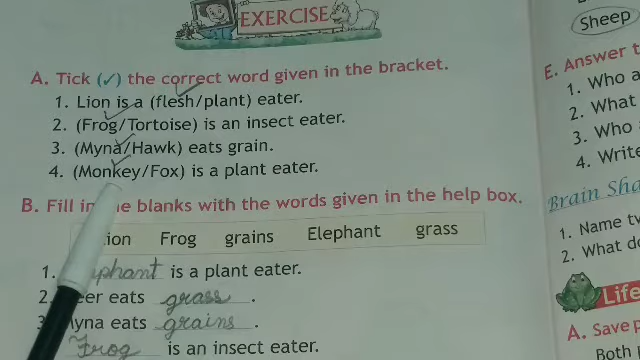 EXERCISE
Sheep
A. Tick (✓) the correct word given in the bracket.
1. Lion is a (flesh/plant) eater.
2. (Frog/Tortoise) is an insect eater.
3. (Myna/Hawk) eats grain.
4. (Monkey/Fox) is a plant eater.
B. Fill in the blanks with the words given in the help box.
Frog grains Elephant grass
1. is a plant eater.
2. eats grass.
3. eats grains.
Frog is an insect eater.
E. Answer
1. Who
2. What
3. Who
4. Write
Brain
1. Name
2. What
Life
A. Save
Both